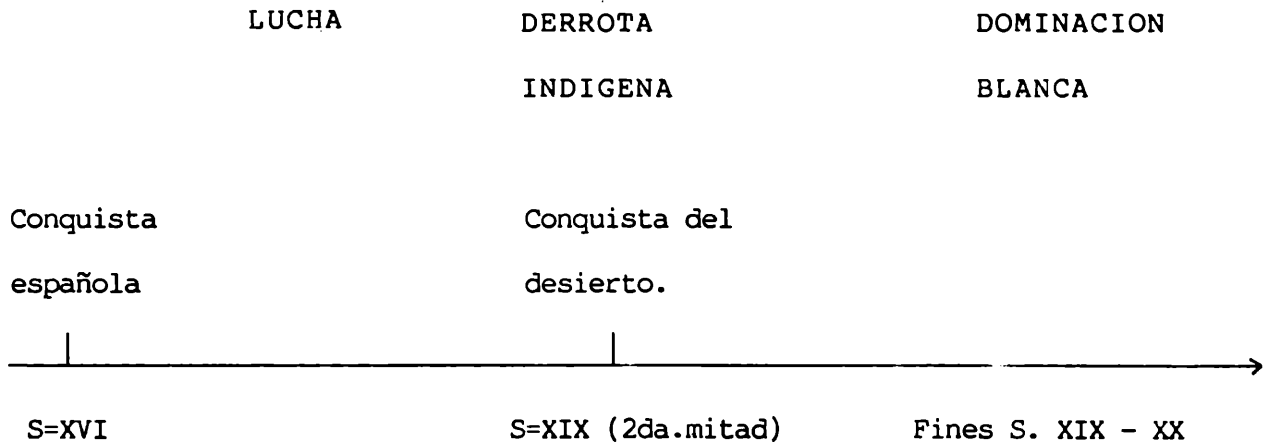 LUCHA DERROTA DOMINACION
INDIGENA BLANCA
Conquista Conquista del
española desierto.
S=XVI S=XIX (2da.mitad) Fines S. XIX - XX